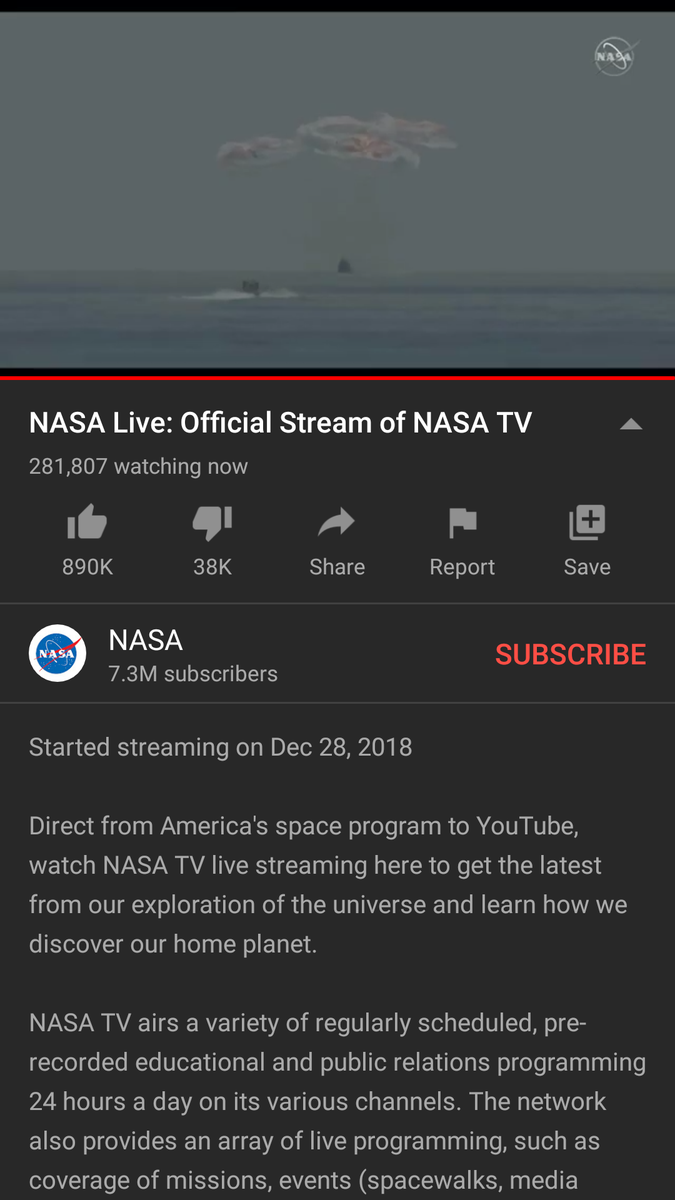 NASA
NASA Live: Official Stream of NASA TV
281,807 watching now
890K
38K
Share
Report
Save
NASA
NASA
7.3M subscribers
SUBSCRIBE
Started streaming on Dec 28, 2018
Direct from America's space program to YouTube,
watch NASA TV live streaming here to get the latest
from our exploration of the universe and learn how we
discover our home planet.
NASA TV airs a variety of regularly scheduled, pre-
recorded educational and public relations programming
24 hours a day on its various channels. The network
also provides an array of live programming, such as
coverage of missions, events (spacewalks, media